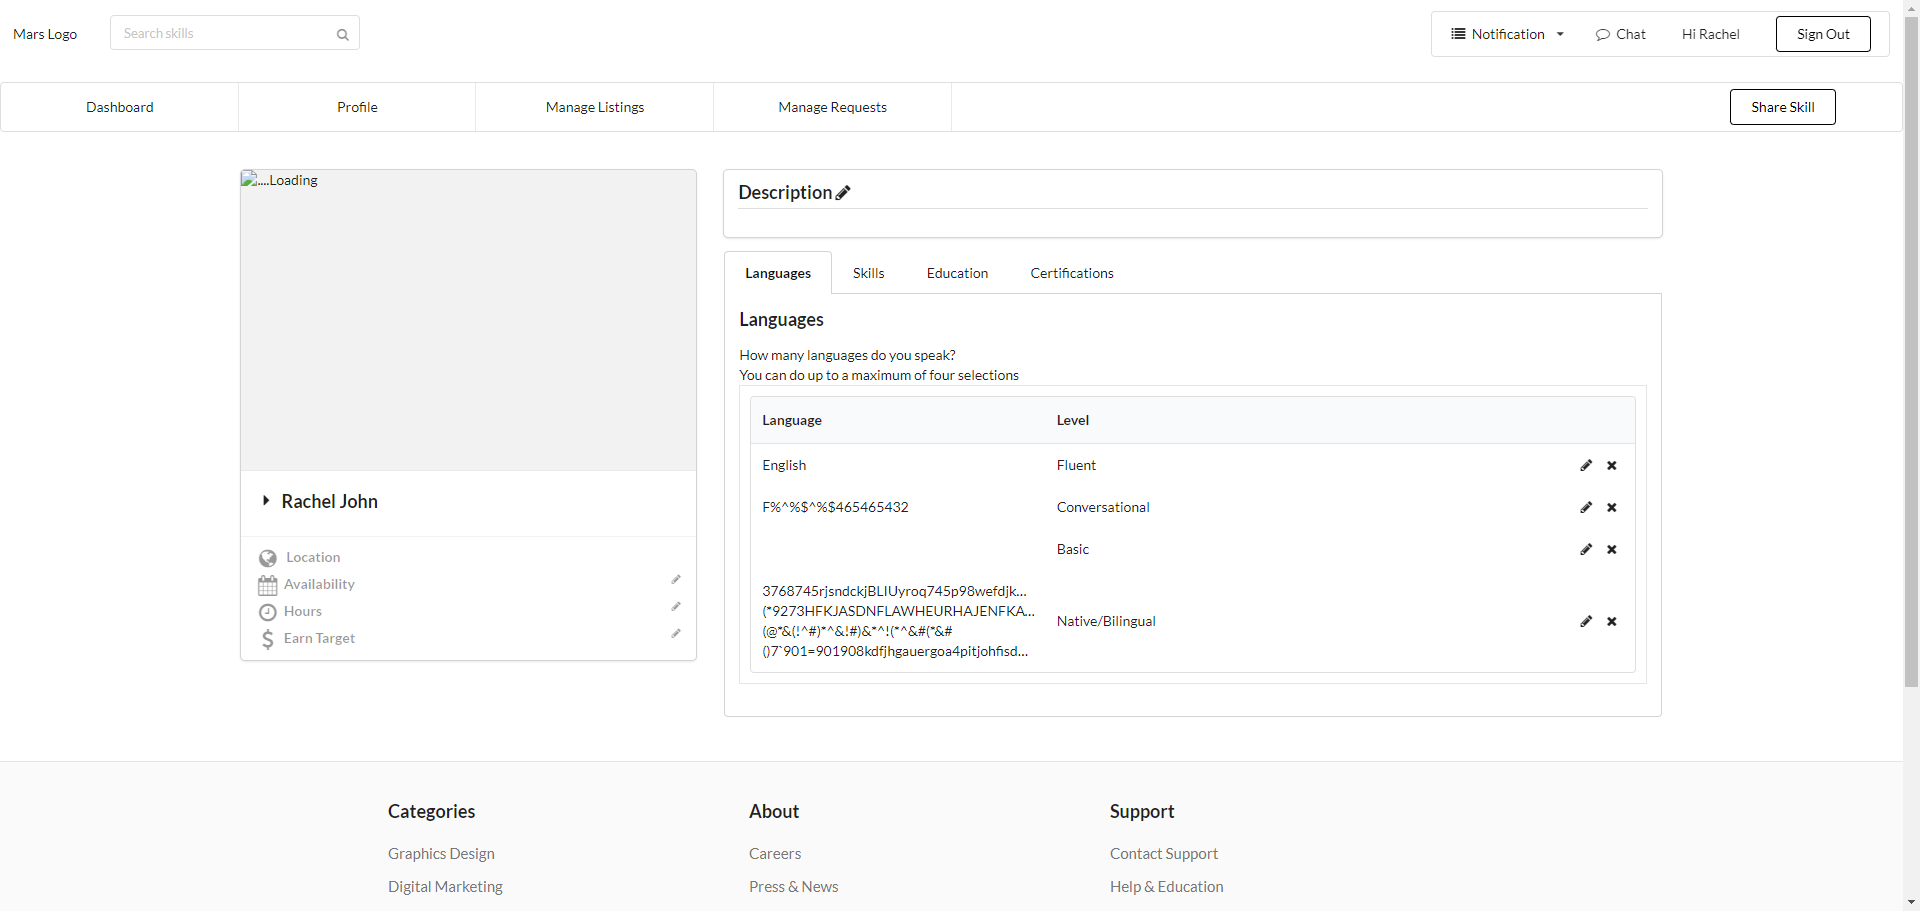 Mars Logo
Search skills
Notification
Chat
Hi Rachel
Sign Out
Dashboard
Profile
Manage Listings
Manage Requests
Share Skill
....Loading
Rachel John
Location
Availability
Hours
Earn Target
Description
Languages
Skills
Education
Certifications
Languages
How many languages do you speak?
You can do up to a maximum of four selections
Language Level
English Fluent
F%^%$^%$465465432 Conversational
Basic
3768745rjsndckjBLIUyroq745p98wefdjk...
(*9273HFKJASDNFLAWHEURHAJENFKA...
(@*&(!^#)*^&!#)&*^!(*^&#(*&#
()7`901=901908kdfjhgauergoa4pitjohfisd...
Native/Bilingual
Categories
Graphics Design
Digital Marketing
About
Careers
Press & News
Support
Contact Support
Help & Education